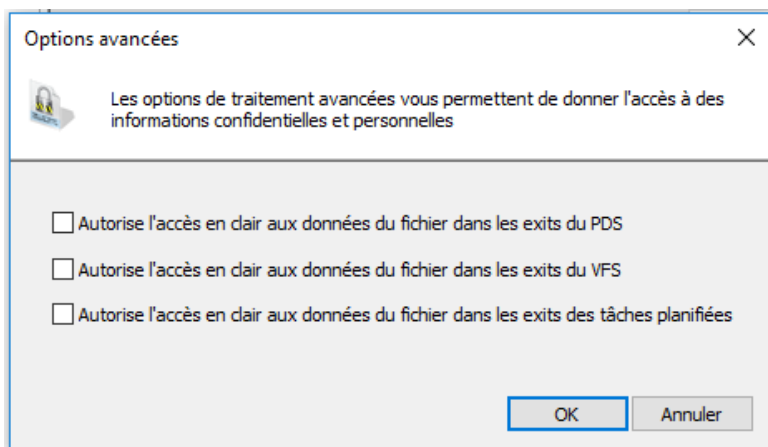 Options avancées
Les options de traitement avancées vous permettent de donner l'accès à des
informations confidentielles et personnelles
Autorise l'accès en clair aux données du fichier dans les exits du PDS
Autorise l'accès en clair aux données du fichier dans les exits du VFS
Autorise l'accès en clair aux données du fichier dans les exits des tâches planifiées
OK
Annuler